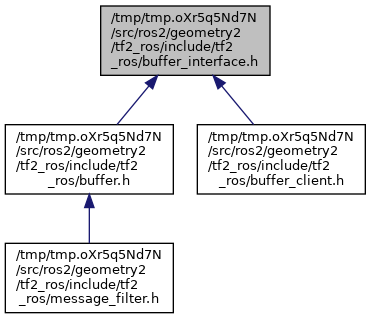 /tmp/tmp.oXr5q5Nd7N
/src/ros2/geometry2
/tf2_ros/include/tf2
_ros/buffer_interface.h
/tmp/tmp.oXr5q5Nd7N
/src/ros2/geometry2
/tf2_ros/include/tf2
_ros/buffer.h
/tmp/tmp.oXr5q5Nd7N
/src/ros2/geometry2
/tf2_ros/include/tf2
_ros/buffer_client.h
/tmp/tmp.oXr5q5Nd7N
/src/ros2/geometry2
/tf2_ros/include/tf2
_ros/message_filter.h